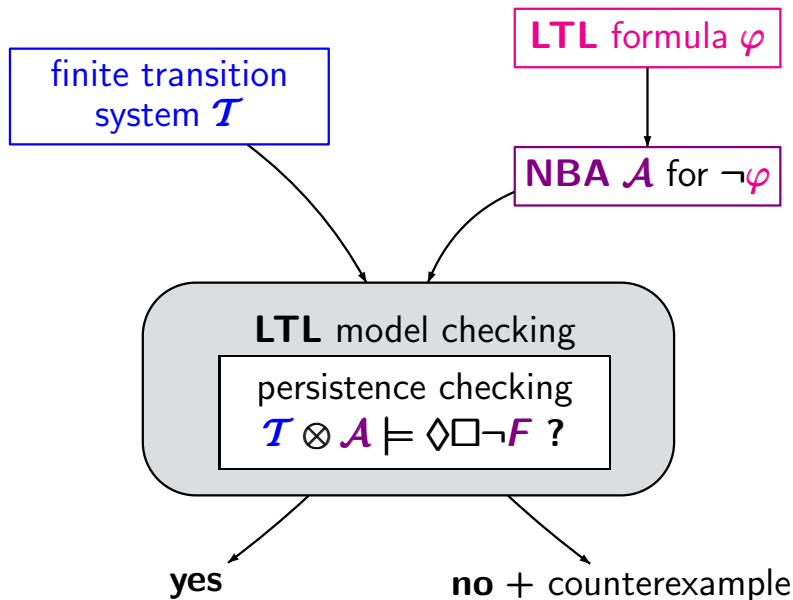 LTL formula φ
finite transition
system 𝓣
NBA 𝓐 for ¬φ
LTL model checking
persistence checking
𝓣 ⊗ 𝓐 ⊨ ◊□¬F ?
yes
no + counterexample